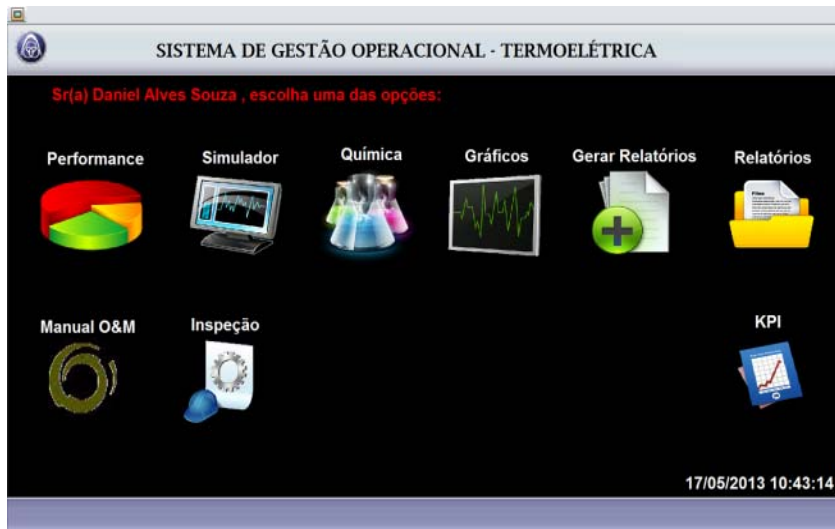 SISTEMA DE GESTÃO OPERACIONAL - TERMOELÉTRICA
Sr(a) Daniel Alves Souza , escolha uma das opções:
Performance
Simulador
Química
Gráficos
Gerar Relatórios
Relatórios
Manual O&M
Inspeção
KPI
17/05/2013 10:43:14